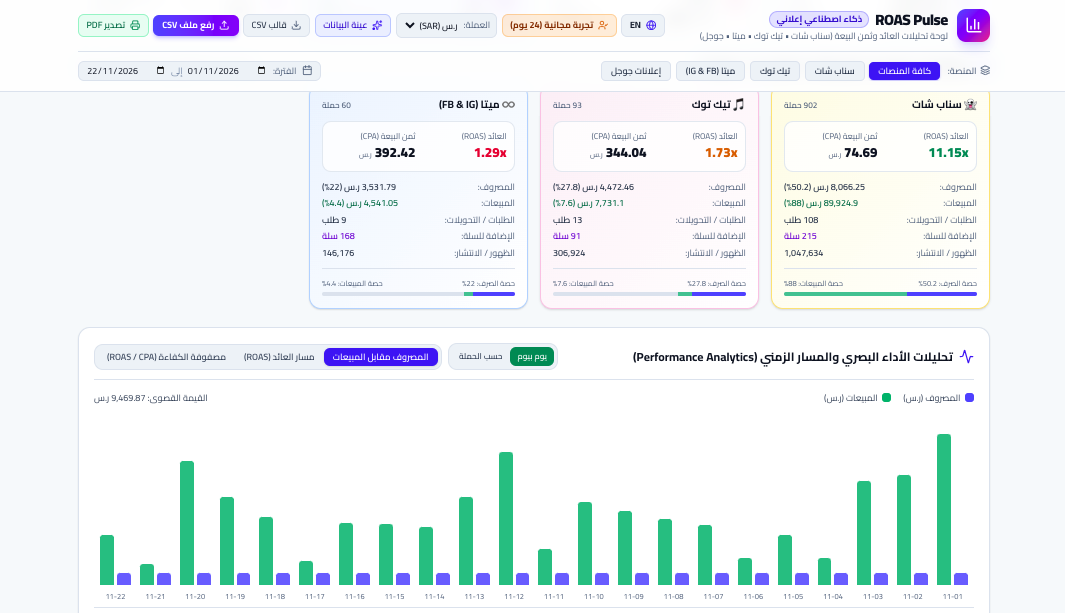 ROAS Pulse
ذكاء اصطناعي إعلاني
لوحة تحليلات العائد وثمن البيعة (سناب شات • تيك توك • ميتا • جوجل)
EN
تجربة مجانية (24 يوم)
العملة:
ر.س (SAR)
عينة البيانات
قالب CSV
رفع ملف CSV
تصدير PDF
المنصة:
كافة المنصات
سناب شات
تيك توك
ميتا (FB & IG)
إعلانات جوجل
الفترة:
01/11/2026
إلى
22/11/2026
سناب شات
902 حملة
العائد (ROAS)
ثمن البيعة (CPA)
11.15x
74.69 ر.س
المصروف:
8,066.25 ر.س (50.2%)
المبيعات:
89,924.9 ر.س (88%)
الطلبات / التحويلات:
108 طلب
الإضافة للسلة:
215 سلة
الظهور / الانتشار:
1,047,634
حصة الصرف: 50.2%
حصة المبيعات: 88%
تيك توك
93 حملة
العائد (ROAS)
ثمن البيعة (CPA)
1.73x
344.04 ر.س
المصروف:
4,472.46 ر.س (27.8%)
المبيعات:
7,731.1 ر.س (7.6%)
الطلبات / التحويلات:
13 طلب
الإضافة للسلة:
91 سلة
الظهور / الانتشار:
306,924
حصة الصرف: 27.8%
حصة المبيعات: 7.6%
ميتا (FB & IG)
60 حملة
العائد (ROAS)
ثمن البيعة (CPA)
1.29x
392.42 ر.س
المصروف:
3,531.79 ر.س (22%)
المبيعات:
4,541.05 ر.س (4.4%)
الطلبات / التحويلات:
9 طلب
الإضافة للسلة:
168 سلة
الظهور / الانتشار:
146,176
حصة الصرف: 22%
حصة المبيعات: 4.4%
تحليلات الأداء البصري والمسار الزمني (Performance Analytics)
يوم بيوم
حسب الحملة
المصروف مقابل المبيعات
مسار العائد (ROAS)
مصفوفة الكفاءة (ROAS / CPA)
المصروف (ر.س)
المبيعات (ر.س)
القيمة القصوى: 9,469.87 ر.س
11-01
11-02
11-03
11-04
11-05
11-06
11-07
11-08
11-09
11-10
11-11
11-12
11-13
11-14
11-15
11-16
11-17
11-18
11-19
11-20
11-21
11-22